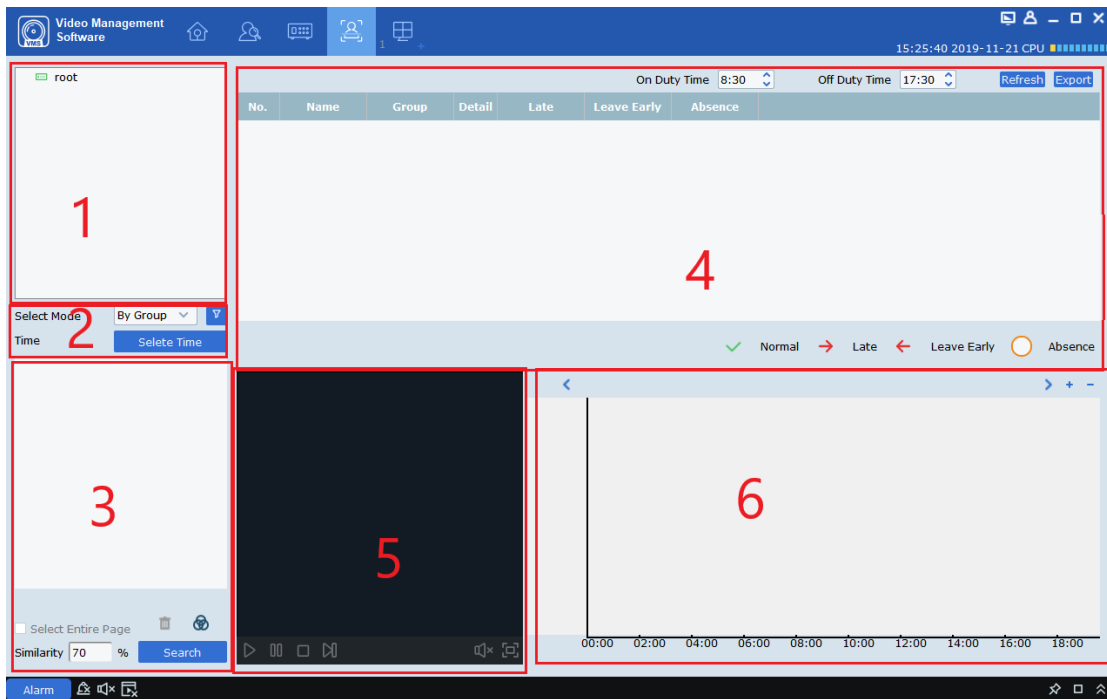 Video Management
Software
VMS
1
15:25:40 2019-11-21 CPU
root
On Duty Time 8:30 Off Duty Time 17:30 Refresh Export
No. Name Group Detail Late Leave Early Absence
1
4
Select Mode By Group
2
Time Selete Time
Normal Late Leave Early Absence
3
5
6
Select Entire Page
Similarity 70 % Search
00:00 02:00 04:00 06:00 08:00 10:00 12:00 14:00 16:00 18:00
Alarm